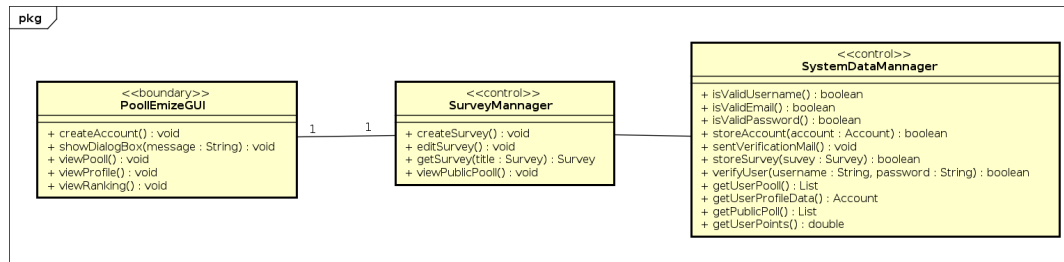 pkg
<<boundary>>
PoollEmizeGUI
+ createAccount() : void
+ showDialogBox(message : String) : void
+ viewPooll() : void
+ viewProfile() : void
+ viewRanking() : void
1
1
<<control>>
SurveyMannager
+ createSurvey() : void
+ editSurvey() : void
+ getSurvey(title : Survey) : Survey
+ viewPublicPooll() : void
<<control>>
SystemDataMannager
+ isValidUsername() : boolean
+ isValidEmail() : boolean
+ isValidPassword() : boolean
+ storeAccount(account : Account) : boolean
+ sentVerificationMail() : void
+ storeSurvey(suvey : Survey) : boolean
+ verifyUser(username : String, password : String) : boolean
+ getUserPooll() : List
+ getUserProfileData() : Account
+ getPublicPoll() : List
+ getUserPoints() : double